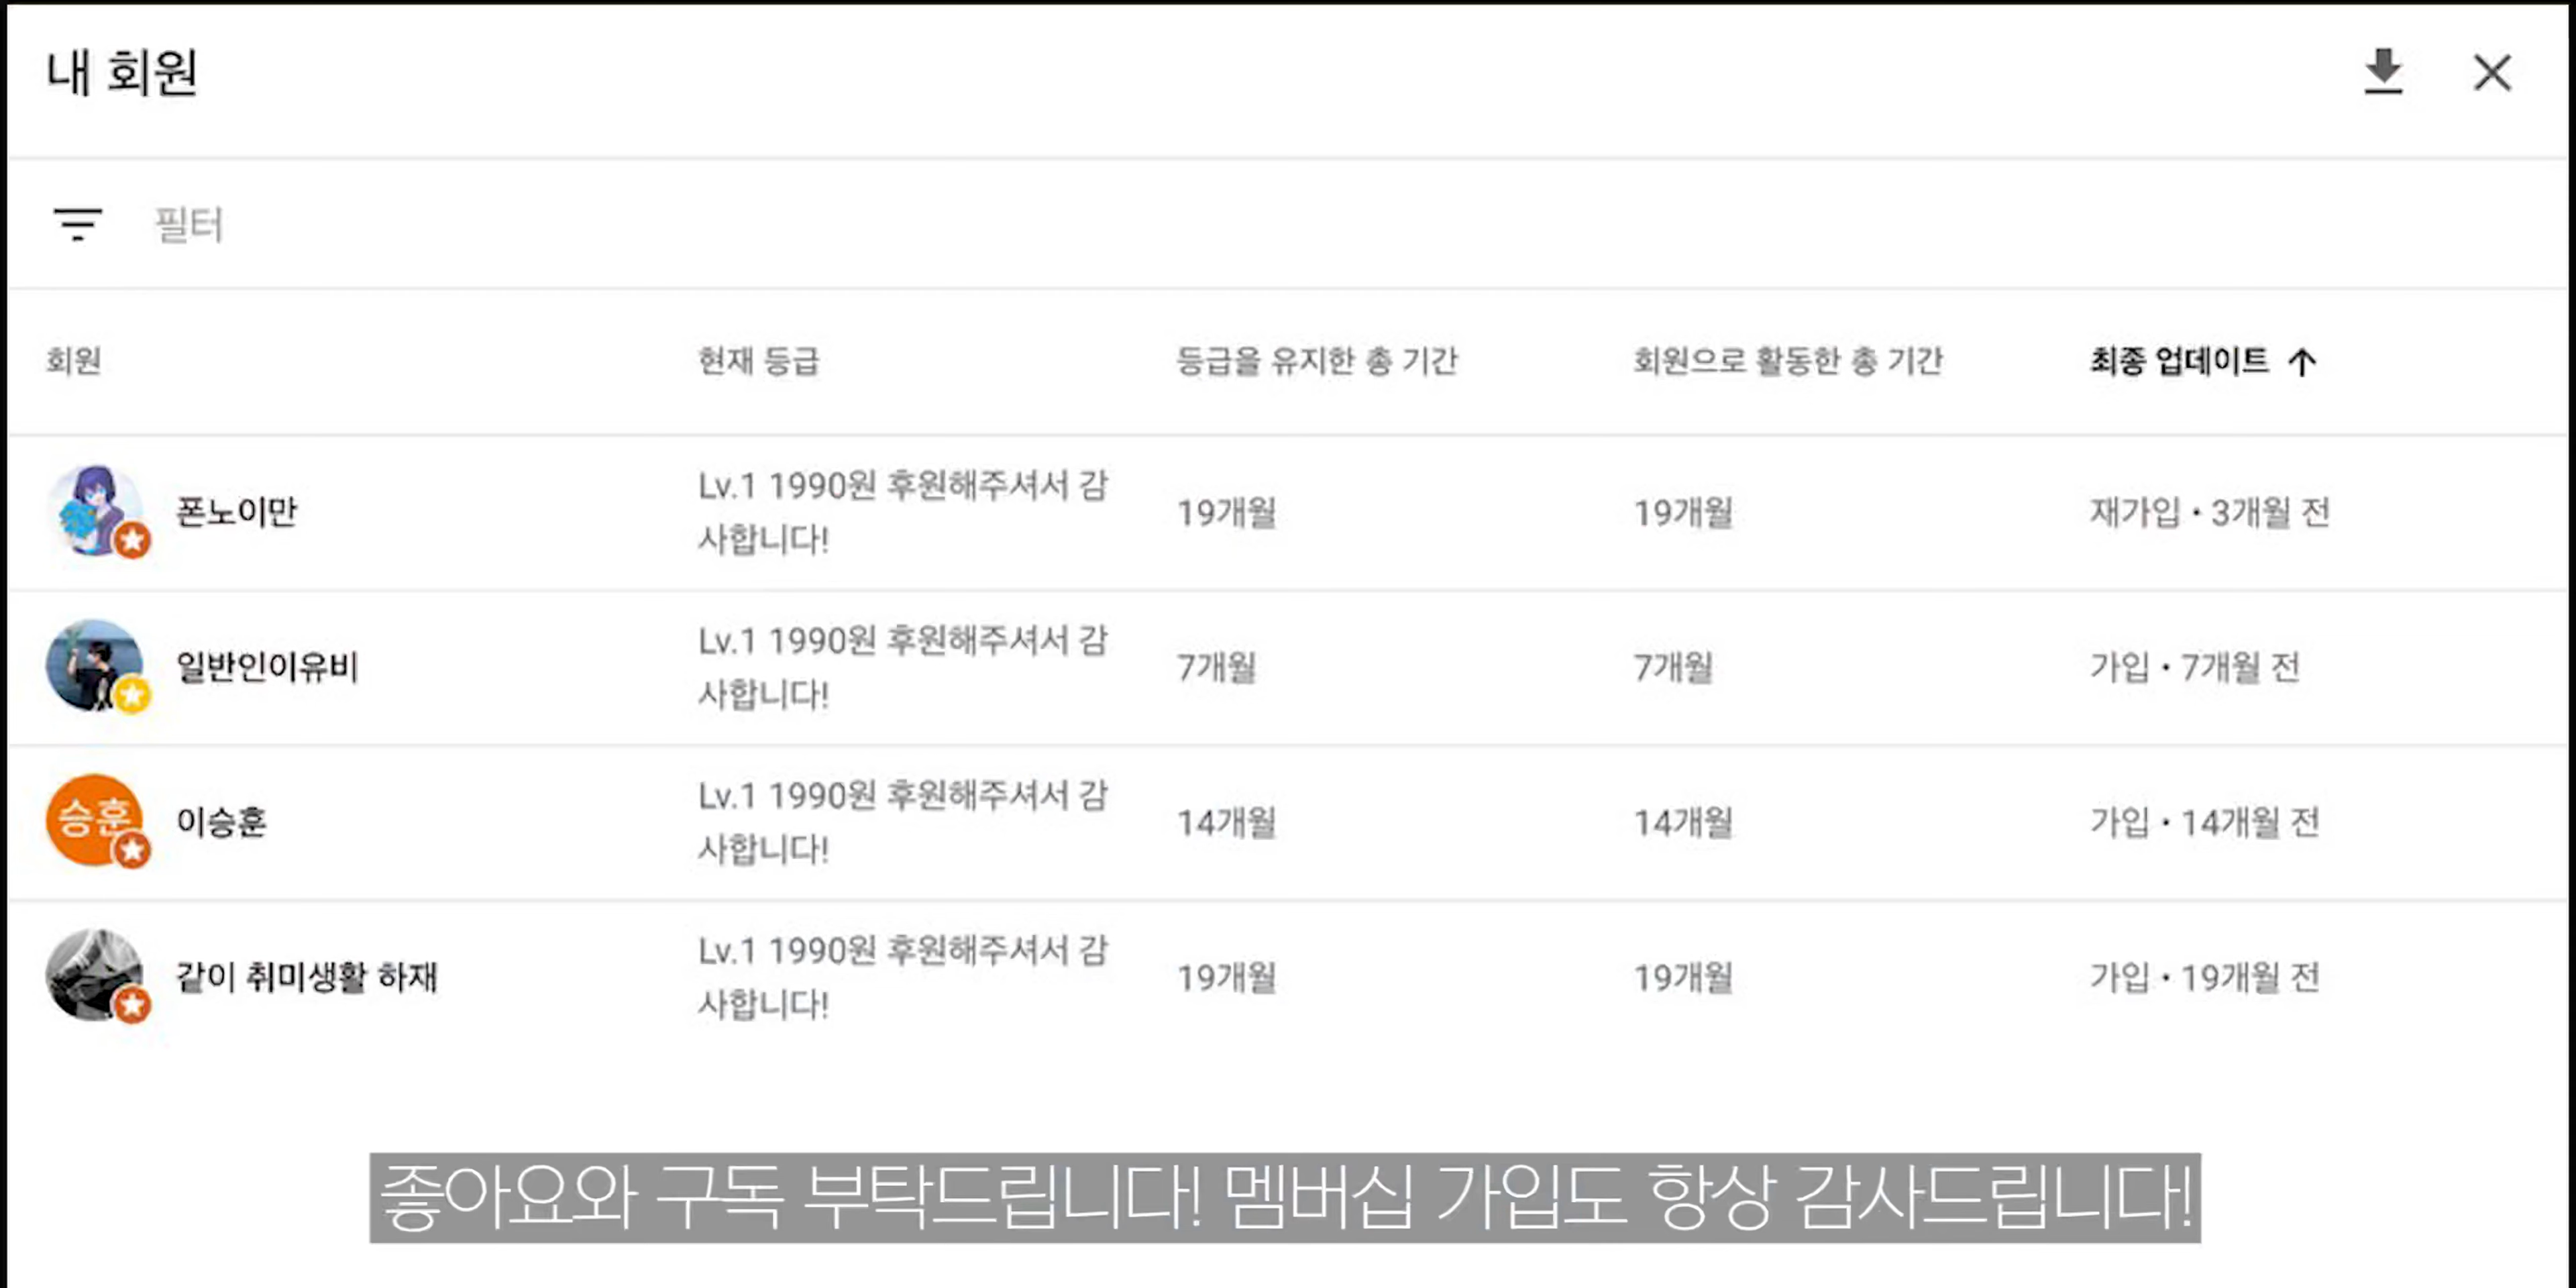 내 회원
필터
회원 현재 등급 등급을 유지한 총 기간 회원으로 활동한 총 기간 최종 업데이트
폰노이만 Lv.1 1990원 후원해주셔서 감 19개월 19개월 재가입 • 3개월 전
사합니다!
일반인이유비 Lv.1 1990원 후원해주셔서 감 7개월 7개월 가입 • 7개월 전
사합니다!
승훈 이승훈 Lv.1 1990원 후원해주셔서 감 14개월 14개월 가입 • 14개월 전
사합니다!
같이 취미생활 하재 Lv.1 1990원 후원해주셔서 감 19개월 19개월 가입 • 19개월 전
사합니다!
좋아요와 구독 부탁드립니다! 멤버십 가입도 항상 감사드립니다!